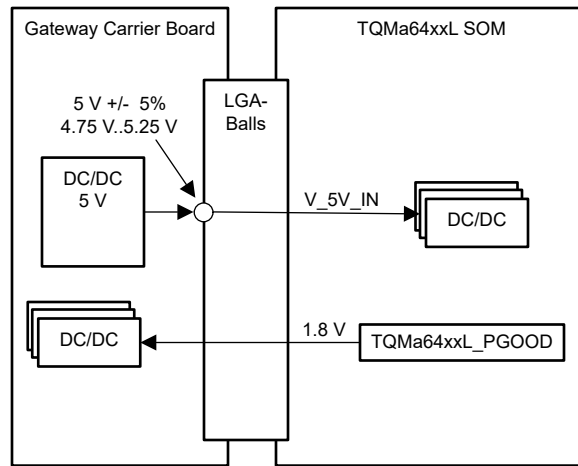 Gateway Carrier Board
TQMa64xxL SOM
5 V +/- 5%
4.75 V..5.25 V
LGA-
Balls
DC/DC
5 V
V_5V_IN
DC/DC
DC/DC
1.8 V
TQMa64xxL_PGOOD